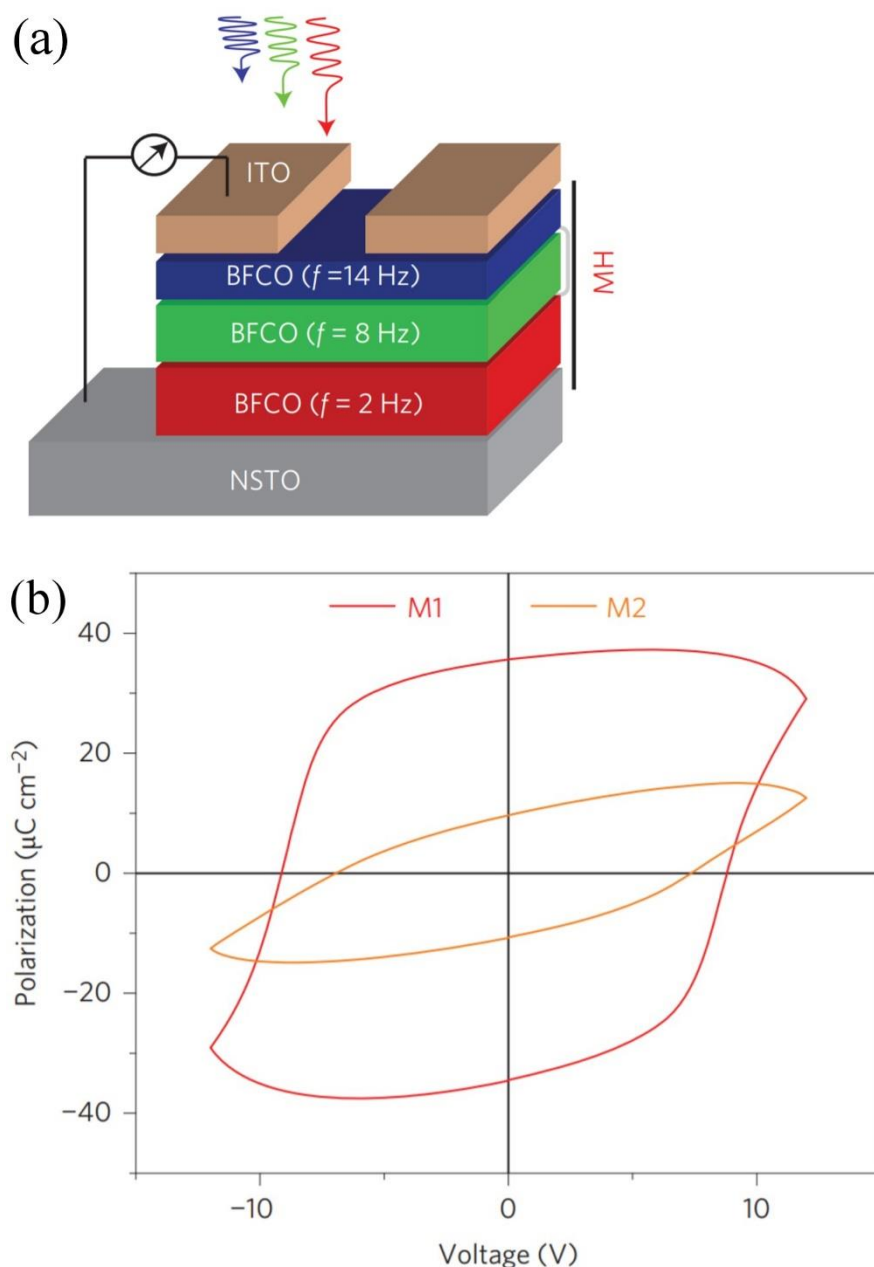 (a)
ITO
BFCO (f =14 Hz)
BFCO (f = 8 Hz)
BFCO (f = 2 Hz)
NSTO
MH
(b)
M1
M2
40
20
0
−20
−40
Polarization (μC cm⁻²)
−10
0
10
Voltage (V)